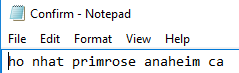 Confirm - Notepad
File Edit Format View Help
ho nhat primrose anaheim ca